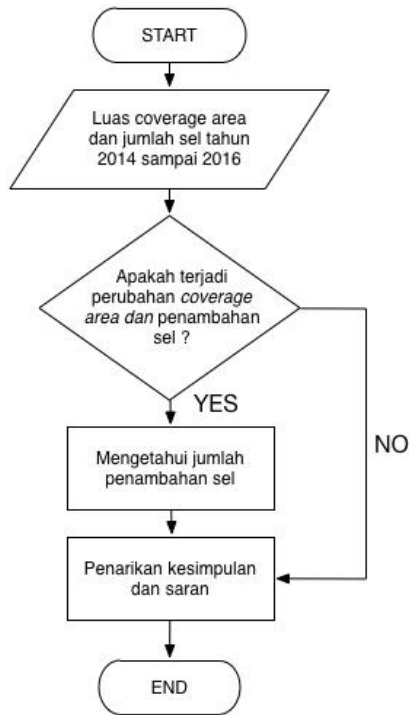 START
Luas coverage area
dan jumlah sel tahun
2014 sampai 2016
Apakah terjadi
perubahan coverage
area dan penambahan
sel ?
YES
NO
Mengetahui jumlah
penambahan sel
Penarikan kesimpulan
dan saran
END